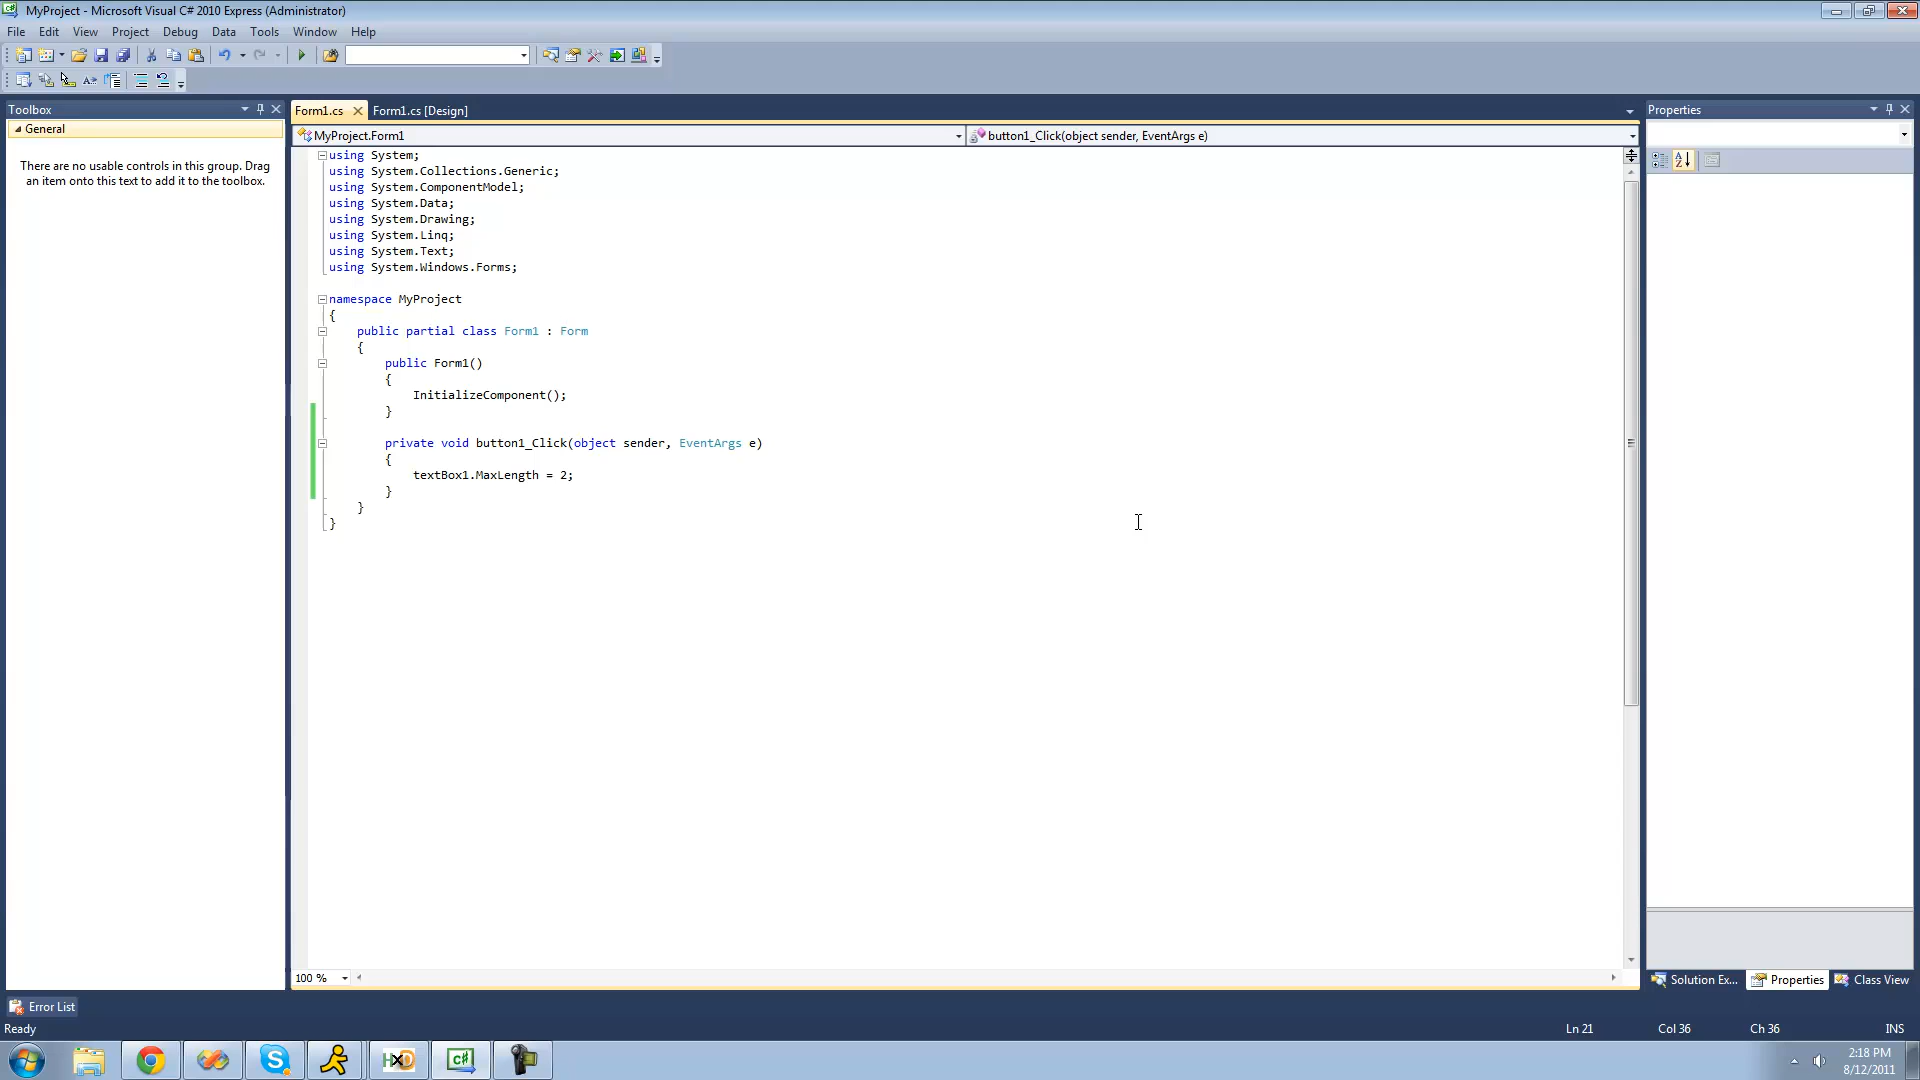 MyProject - Microsoft Visual C# 2010 Express (Administrator)
File Edit View Project Debug Data Tools Window Help
Toolbox
General
There are no usable controls in this group. Drag
an item onto this text to add it to the toolbox.
Form1.cs
Form1.cs [Design]
MyProject.Form1
button1_Click(object sender, EventArgs e)
using System;
using System.Collections.Generic;
using System.ComponentModel;
using System.Data;
using System.Drawing;
using System.Linq;
using System.Text;
using System.Windows.Forms;
namespace MyProject
{
public partial class Form1 : Form
{
public Form1()
{
InitializeComponent();
}
private void button1_Click(object sender, EventArgs e)
{
textBox1.MaxLength = 2;
}
}
}
100 %
Properties
Solution Ex...
Properties
Class View
Error List
Ready
Ln 21
Col 36
Ch 36
INS
2:18 PM
8/12/2011